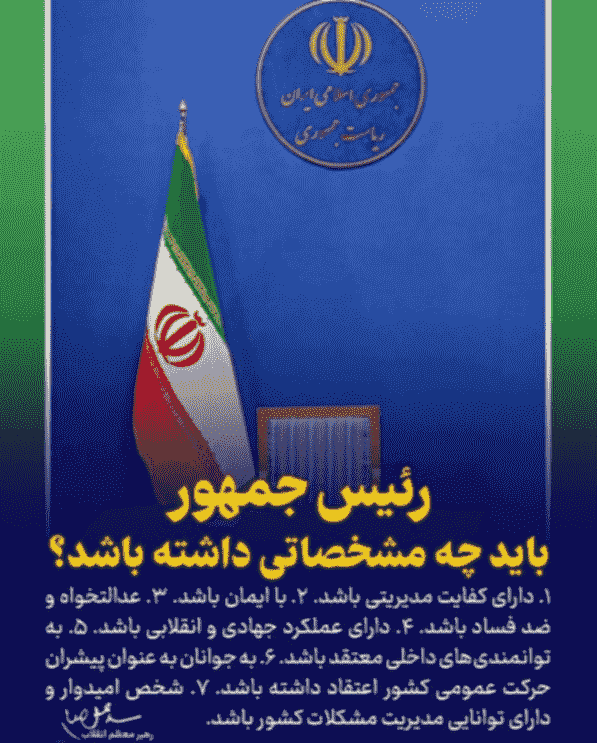 جمهوری اسلامی ایران
ریاست جمهوری
رئیس جمهور
باید چه مشخصاتی داشته باشد؟
۱. دارای کفایت مدیریتی باشد. ۲. با ایمان باشد. ۳. عدالتخواه و
ضد فساد باشد. ۴. دارای عملکرد جهادی و انقلابی باشد. ۵. به
توانمندی‌های داخلی معتقد باشد. ۶. به جوانان به عنوان پیشران
حرکت عمومی کشور اعتقاد داشته باشد. ۷. شخص امیدوار و
دارای توانایی مدیریت مشکلات کشور باشد.
رهبر معظم انقلاب